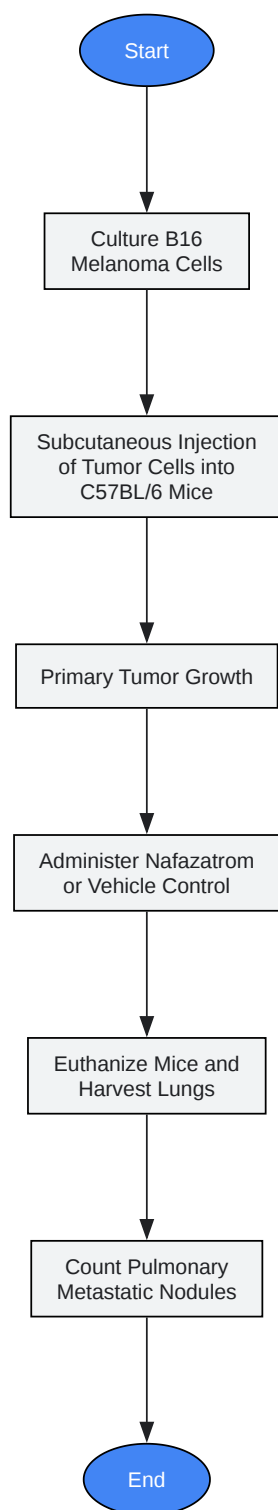 Start
Culture B16
Melanoma Cells
Subcutaneous Injection
of Tumor Cells into
C57BL/6 Mice
Primary Tumor Growth
Administer Nafazatrom
or Vehicle Control
Euthanize Mice and
Harvest Lungs
Count Pulmonary
Metastatic Nodules
End